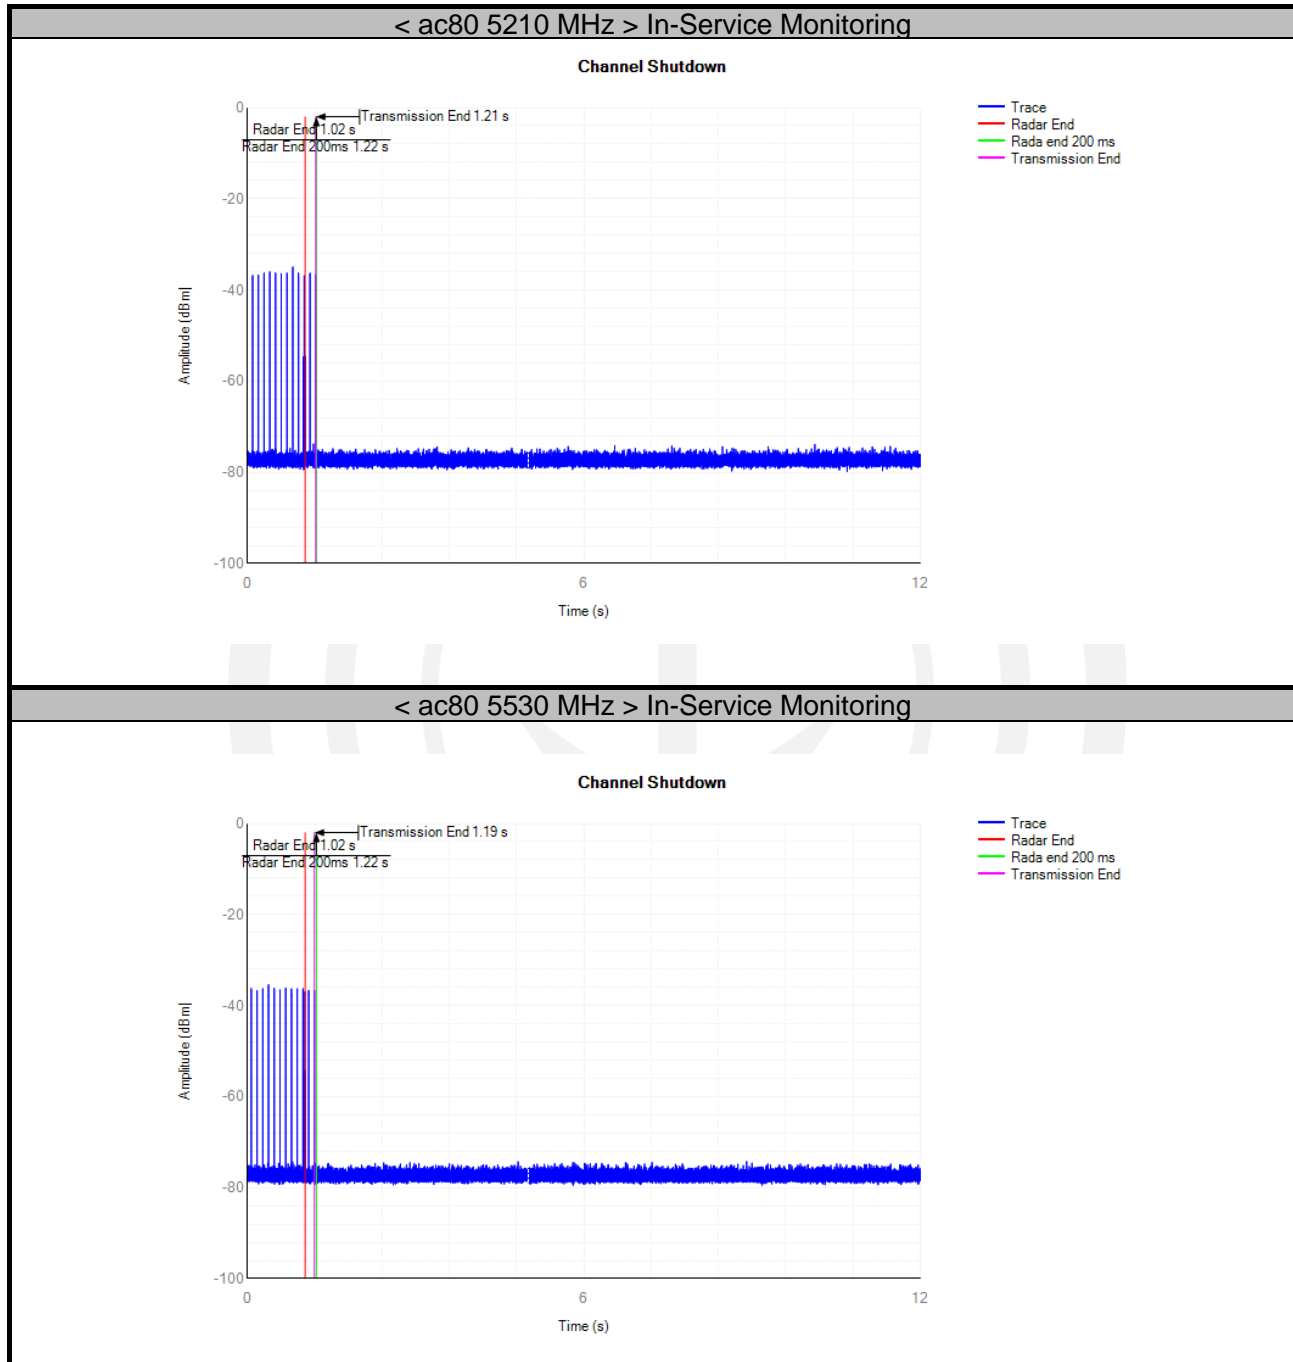 < ac80 5210 MHz > In-Service Monitoring
Channel Shutdown
0
Transmission End 1.21 s
Radar End 1.02 s
Radar End 200ms 1.22 s
Trace
Radar End
Rada end 200 ms
Transmission End
-20
-40
-60
-80
-100
Amplitude [dBm]
0
6
12
Time (s)
< ac80 5530 MHz > In-Service Monitoring
Channel Shutdown
0
Transmission End 1.19 s
Radar End 1.02 s
Radar End 200ms 1.22 s
Trace
Radar End
Rada end 200 ms
Transmission End
-20
-40
-60
-80
-100
Amplitude [dBm]
0
6
12
Time (s)